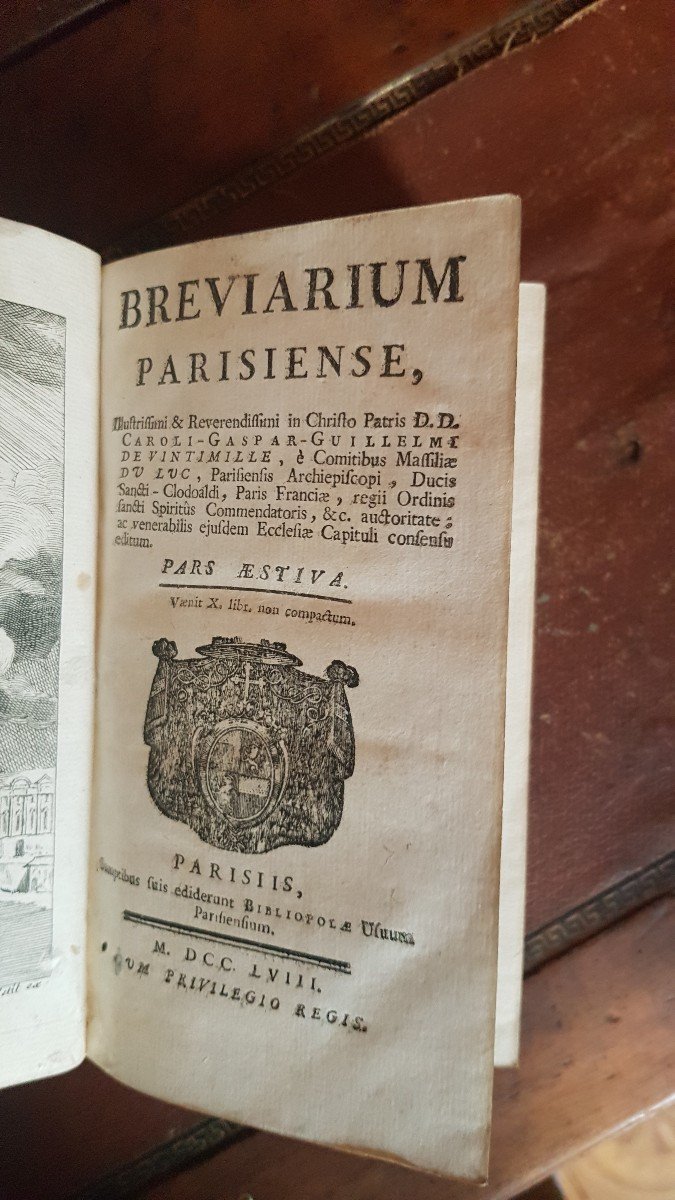 BREVIARIUM
PARISIENSE,
Illustrissimi & Reverendissimi in Christo Patris D.D.
CAROLI-GASPAR-GUILLELMI
DE VINTIMILLE, è Comitibus Massiliæ
DU LUC, Parisiensis Archiepiscopi, Ducis
Sancti-Clodoaldi, Paris Franciæ, regii Ordinis
sancti Spiritûs Commendatoris, &c. auctoritate;
ac venerabilis ejusdem Ecclesiæ Capituli consensu
editum.
PARS ÆSTIVA.
Vænit X. libr. non compactum.
PARISIIS,
Sumptibus suis ediderunt BIBLIOPOLÆ Usuum
Parisiensium.
M. DCC. LVIII.
CUM PRIVILEGIO REGIS.